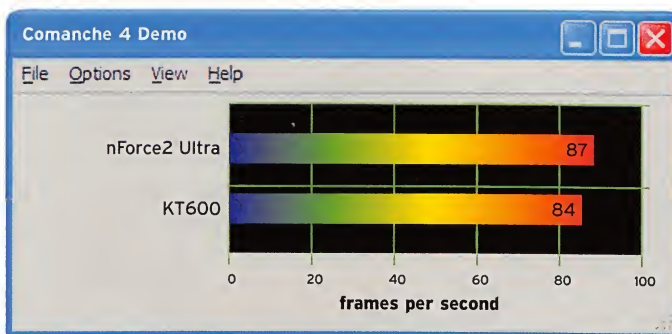 Comanche 4 Demo
File Options View Help
nForce2 Ultra 87
KT600 84
0 20 40 60 80 100
frames per second